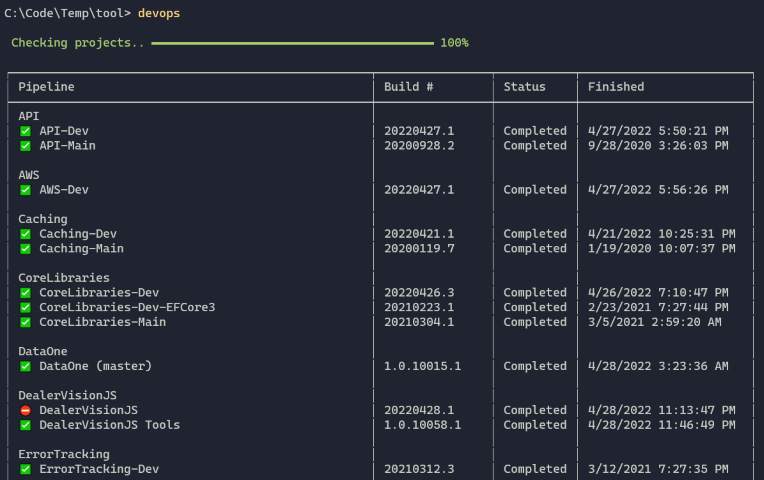 C:\Code\Temp\tool> devops
Checking projects.. 100%
Pipeline Build # Status Finished
API
API-Dev 20220427.1 Completed 4/27/2022 5:50:21 PM
API-Main 20200928.2 Completed 9/28/2020 3:26:03 PM
AWS
AWS-Dev 20220427.1 Completed 4/27/2022 5:56:26 PM
Caching
Caching-Dev 20220421.1 Completed 4/21/2022 10:25:31 PM
Caching-Main 20200119.7 Completed 1/19/2020 10:07:37 PM
CoreLibraries
CoreLibraries-Dev 20220426.3 Completed 4/26/2022 7:10:47 PM
CoreLibraries-Dev-EFCore3 20210223.1 Completed 2/23/2021 7:27:44 PM
CoreLibraries-Main 20210304.1 Completed 3/5/2021 2:59:20 AM
DataOne
DataOne (master) 1.0.10015.1 Completed 4/28/2022 3:23:36 AM
DealerVisionJS
DealerVisionJS 20220428.1 Completed 4/28/2022 11:13:47 PM
DealerVisionJS Tools 1.0.10058.1 Completed 4/28/2022 11:46:49 PM
ErrorTracking
ErrorTracking-Dev 20210312.3 Completed 3/12/2021 7:27:35 PM